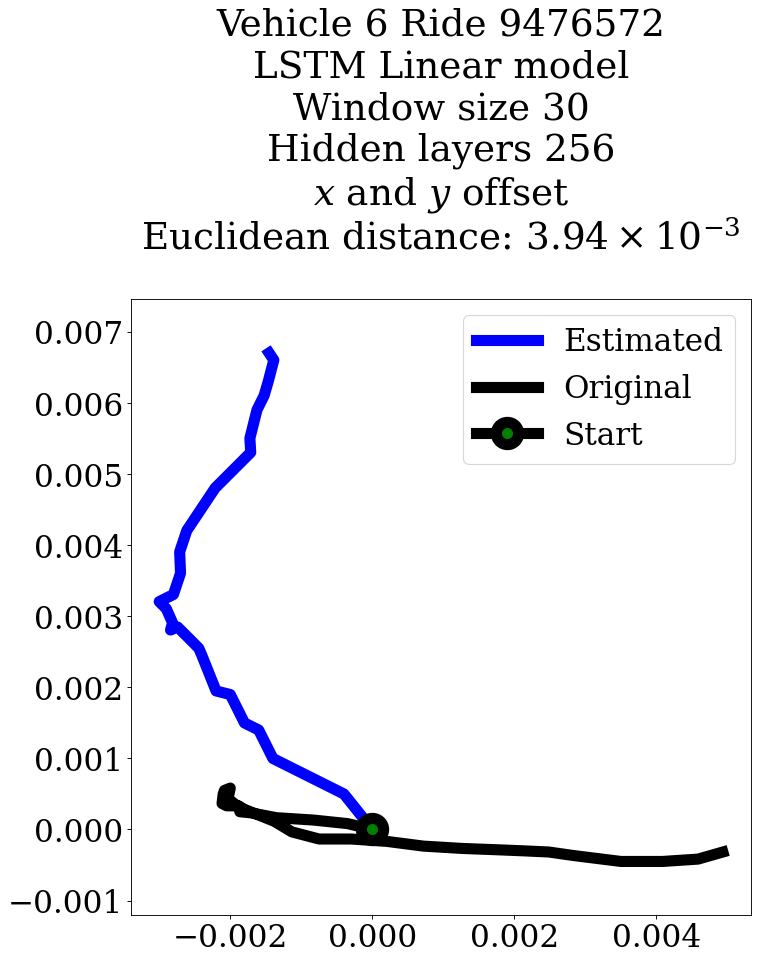 Vehicle 6 Ride 9476572
LSTM Linear model
Window size 30
Hidden layers 256
x and y offset
Euclidean distance: 3.94 × 10⁻³
Estimated
Original
Start
0.007
0.006
0.005
0.004
0.003
0.002
0.001
0.000
−0.001
−0.002 0.000 0.002 0.004